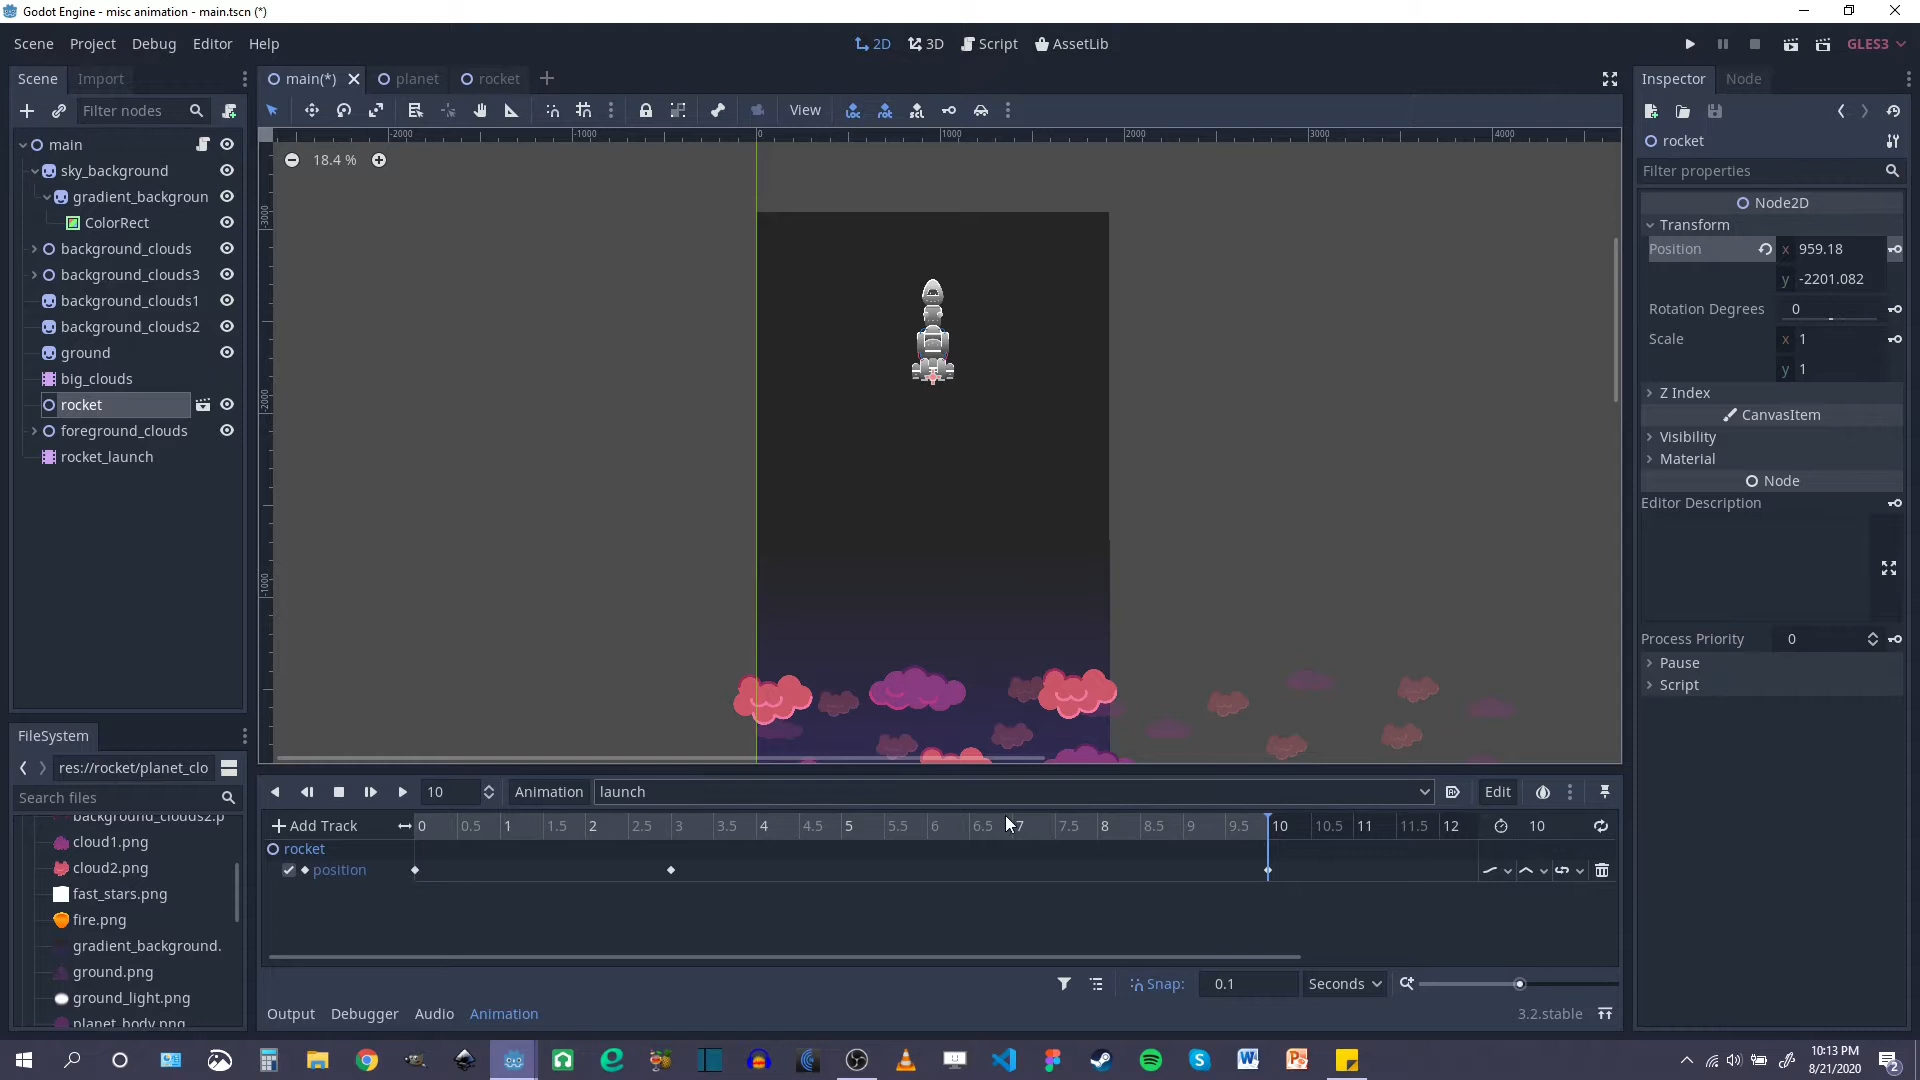 Godot Engine - misc animation - main.tscn (*)
Scene Project Debug Editor Help
2D 3D Script AssetLib
GLES3
Scene Import
main(*) planet rocket
Inspector Node
Filter nodes
View
main
sky_background
gradient_backgroun
ColorRect
background_clouds
background_clouds3
background_clouds1
background_clouds2
ground
big_clouds
rocket
foreground_clouds
rocket_launch
-2000 -1000 0 1000 2000 3000 4000
18.4 %
-3000
-2000
-1000
rocket
Filter properties
Node2D
Transform
Position x 959.18
y -2201.082
Rotation Degrees 0
Scale x 1
y 1
Z Index
CanvasItem
Visibility
Material
Node
Editor Description
Process Priority 0
Pause
Script
FileSystem
res://rocket/planet_clo
Search files
background_clouds2.p
cloud1.png
cloud2.png
fast_stars.png
fire.png
gradient_background.
ground.png
ground_light.png
planet_body.png
10 Animation launch Edit
Add Track 0 0.5 1 1.5 2 2.5 3 3.5 4 4.5 5 5.5 6 6.5 7 7.5 8 8.5 9 9.5 10 10.5 11 11.5 12 10
rocket
position
Snap: 0.1 Seconds
Output Debugger Audio Animation
3.2.stable
10:13 PM
8/21/2020
2